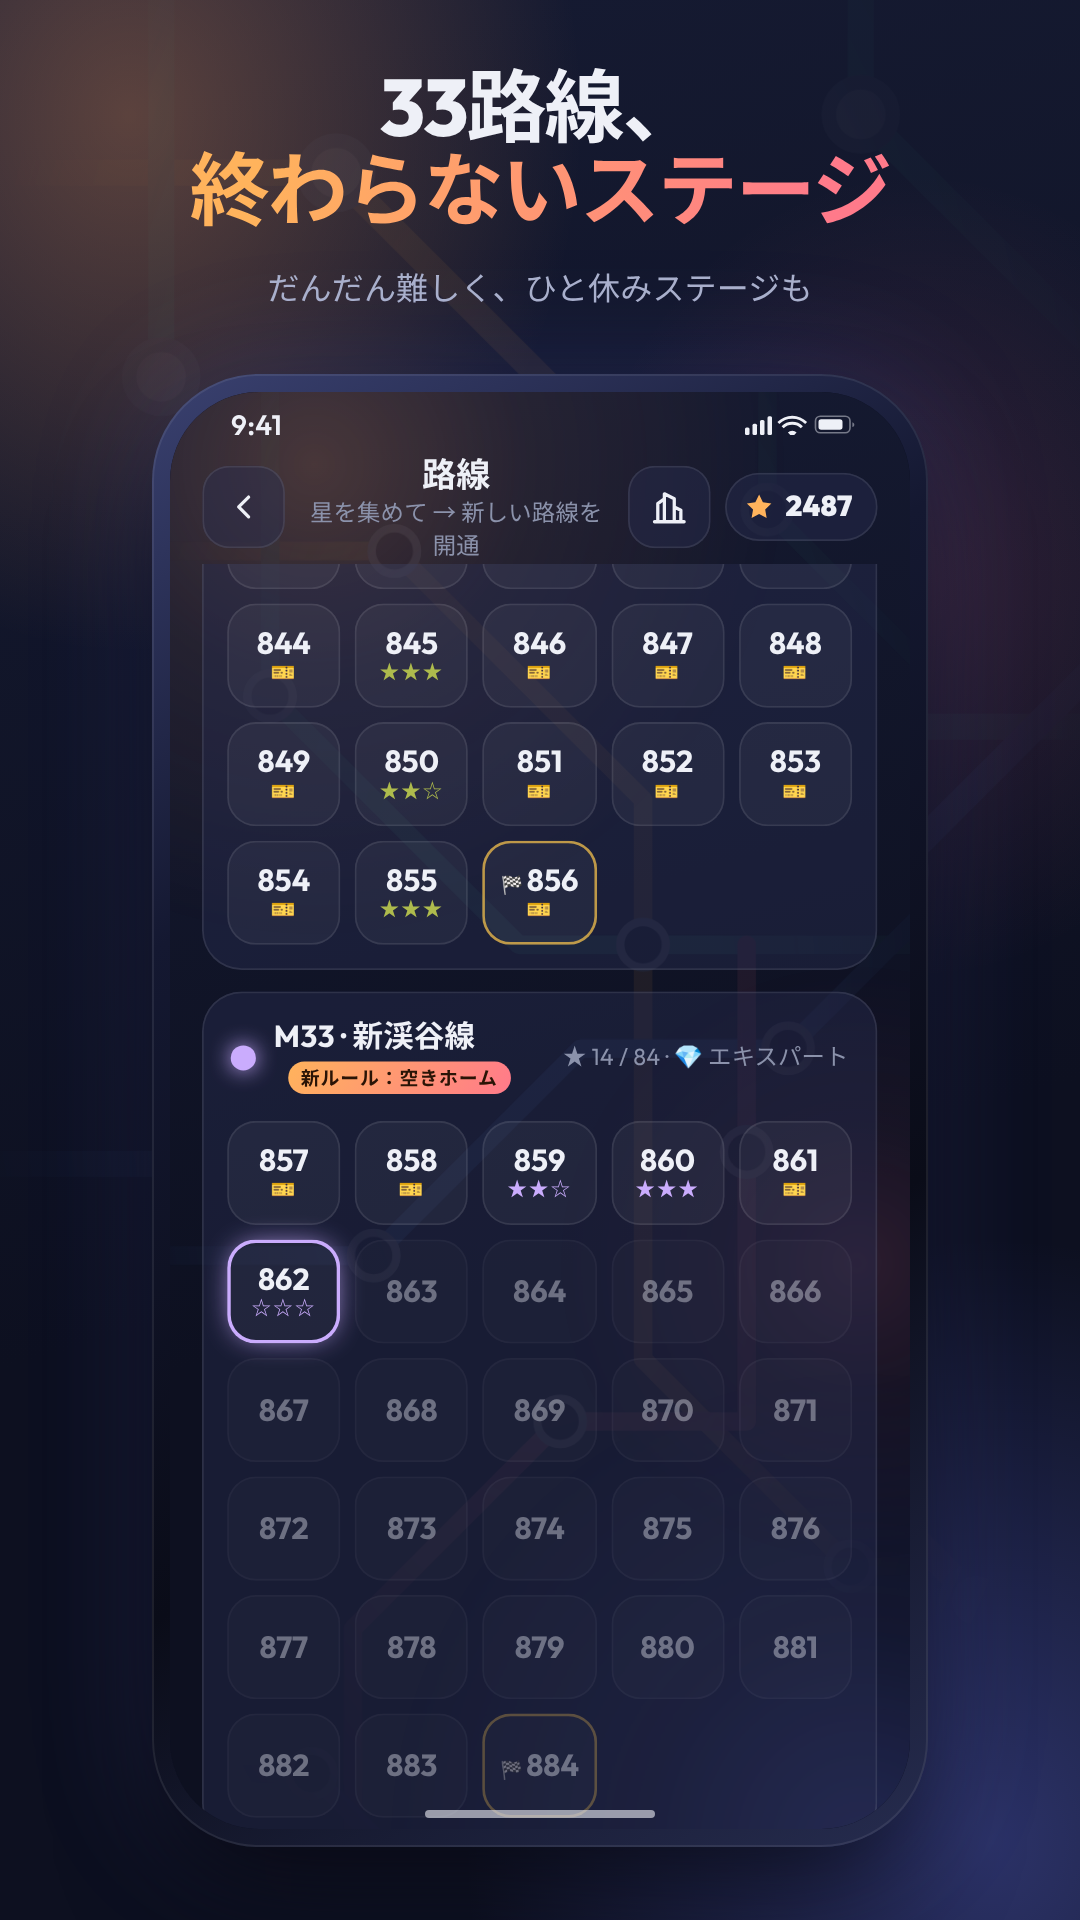 33路線、
終わらないステージ
だんだん難しく、ひと休みステージも
9:41
路線
星を集めて → 新しい路線を
開通
2487
844 845 846 847 848
★★★
849 850 851 852 853
★★☆
854 855 856
★★★
M33·新渓谷線
新ルール：空きホーム
★ 14 / 84 · 💎 エキスパート
857 858 859 860 861
★★☆ ★★★
862 863 864 865 866
☆☆☆
867 868 869 870 871
872 873 874 875 876
877 878 879 880 881
882 883 884